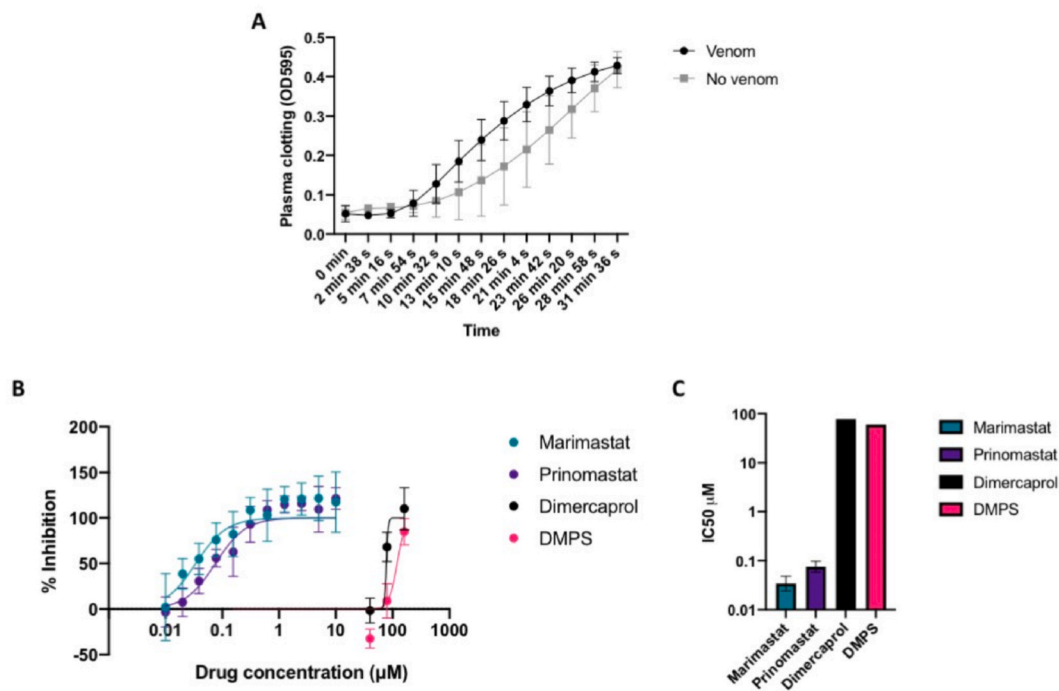 A
Plasma clotting (OD595)
0.5
0.4
0.3
0.2
0.1
0.0
0 min
2 min 38 s
5 min 16 s
7 min 54 s
10 min 32 s
13 min 10 s
15 min 48 s
18 min 26 s
21 min 4 s
23 min 42 s
26 min 20 s
28 min 58 s
31 min 36 s
Time
Venom
No venom
B
% Inhibition
200
150
100
50
0
-50
0.01
0.1
1
10
100
1000
Drug concentration (µM)
Marimastat
Prinomastat
Dimercaprol
DMPS
C
IC50 µM
100
10
1
0.1
0.01
Marimastat
Prinomastat
Dimercaprol
DMPS
Marimastat
Prinomastat
Dimercaprol
DMPS